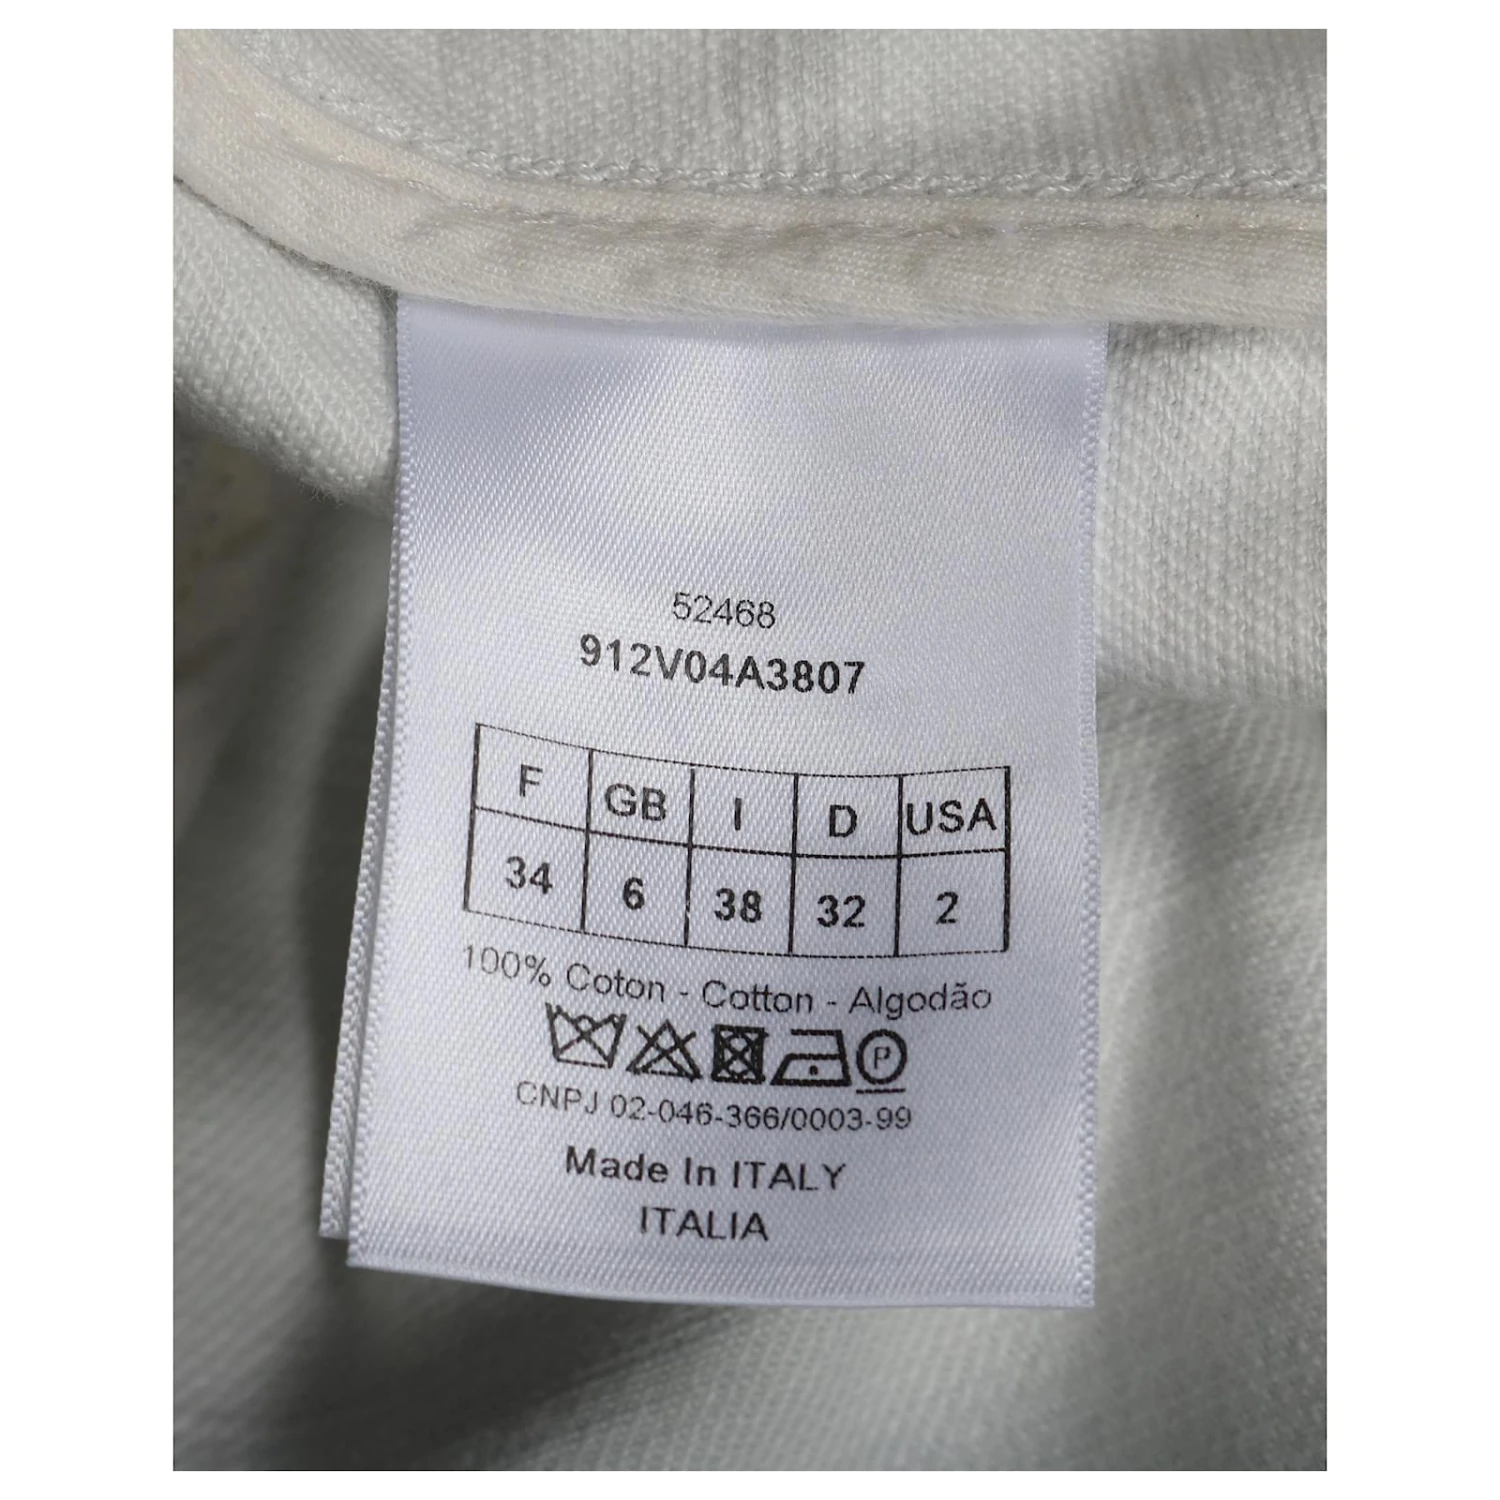 52468
912V04A3807
F GB I D USA
34 6 38 32 2
100% Coton - Cotton - Algodão
P
CNPJ 02-046-366/0003-99
Made In ITALY
ITALIA